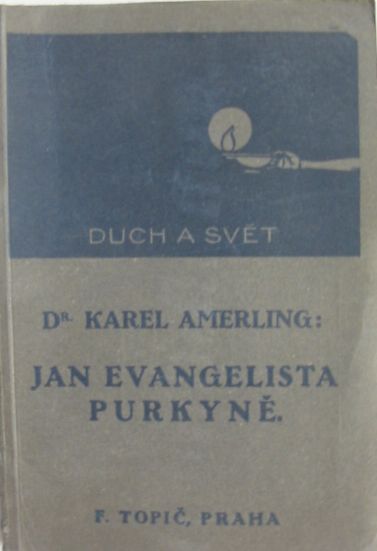 DUCH A SVĚT
DR. KAREL AMERLING:
JAN EVANGELISTA
PURKYNĚ.
F. TOPIČ, PRAHA